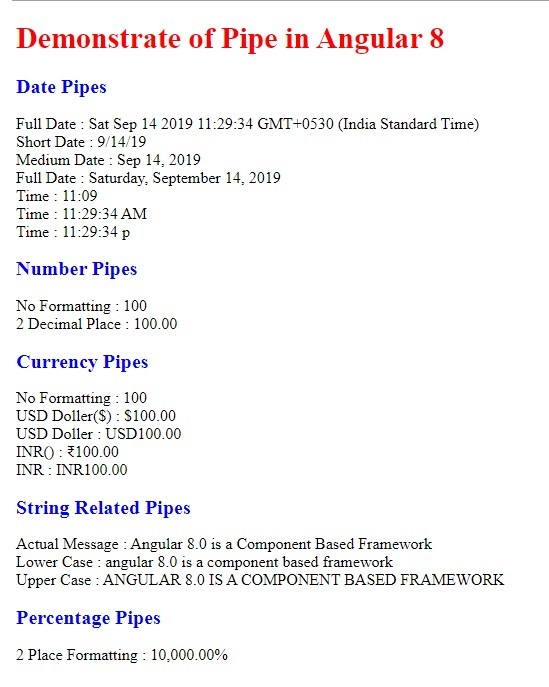 Demonstrate of Pipe in Angular 8
Date Pipes
Full Date : Sat Sep 14 2019 11:29:34 GMT+0530 (India Standard Time)
Short Date : 9/14/19
Medium Date : Sep 14, 2019
Full Date : Saturday, September 14, 2019
Time : 11:09
Time : 11:29:34 AM
Time : 11:29:34 p
Number Pipes
No Formatting : 100
2 Decimal Place : 100.00
Currency Pipes
No Formatting : 100
USD Doller($) : $100.00
USD Doller : USD100.00
INR() : ₹100.00
INR : INR100.00
String Related Pipes
Actual Message : Angular 8.0 is a Component Based Framework
Lower Case : angular 8.0 is a component based framework
Upper Case : ANGULAR 8.0 IS A COMPONENT BASED FRAMEWORK
Percentage Pipes
2 Place Formatting : 10,000.00%